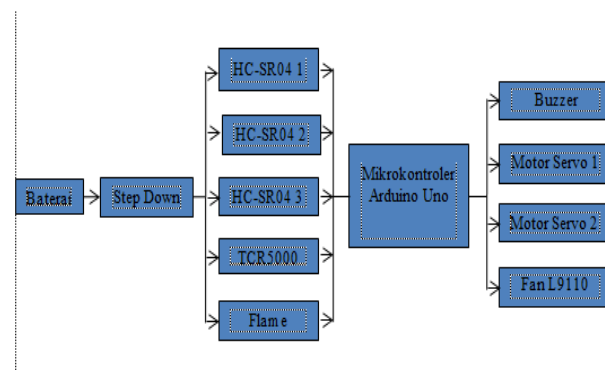 Baterai
Step Down
HC-SR04 1
HC-SR04 2
HC-SR04 3
TCR5000
Flame
Mikrokontroler
Arduino Uno
Buzzer
Motor Servo 1
Motor Servo 2
Fan L9110